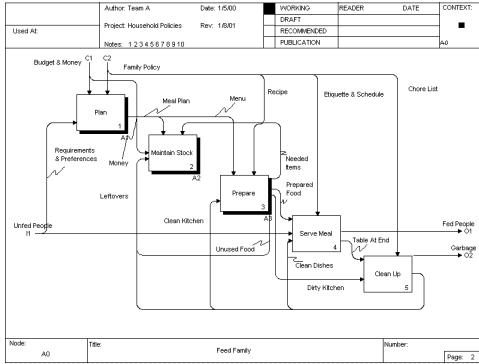 Used At:
Author: Team A
Date: 1/5/00
Project: Household Policies
Rev: 1/8/01
Notes: 1 2 3 4 5 6 7 8 9 10
WORKING
DRAFT
RECOMMENDED
PUBLICATION
READER
DATE
CONTEXT:
A0
Budget & Money
C1
C2
Family Policy
Plan
1
A1
Meal Plan
Menu
Recipe
Etiquette & Schedule
Chore List
Requirements
& Preferences
Money
Maintain Stock
2
A2
Needed
Items
Leftovers
Prepare
3
A3
Prepared
Food
Clean Kitchen
Unfed People
I1
Unused Food
Serve Meal
4
Fed People
O1
Table At End
Garbage
O2
Clean Dishes
Clean Up
5
Dirty Kitchen
Node:
A0
Title:
Feed Family
Number:
Page: 2